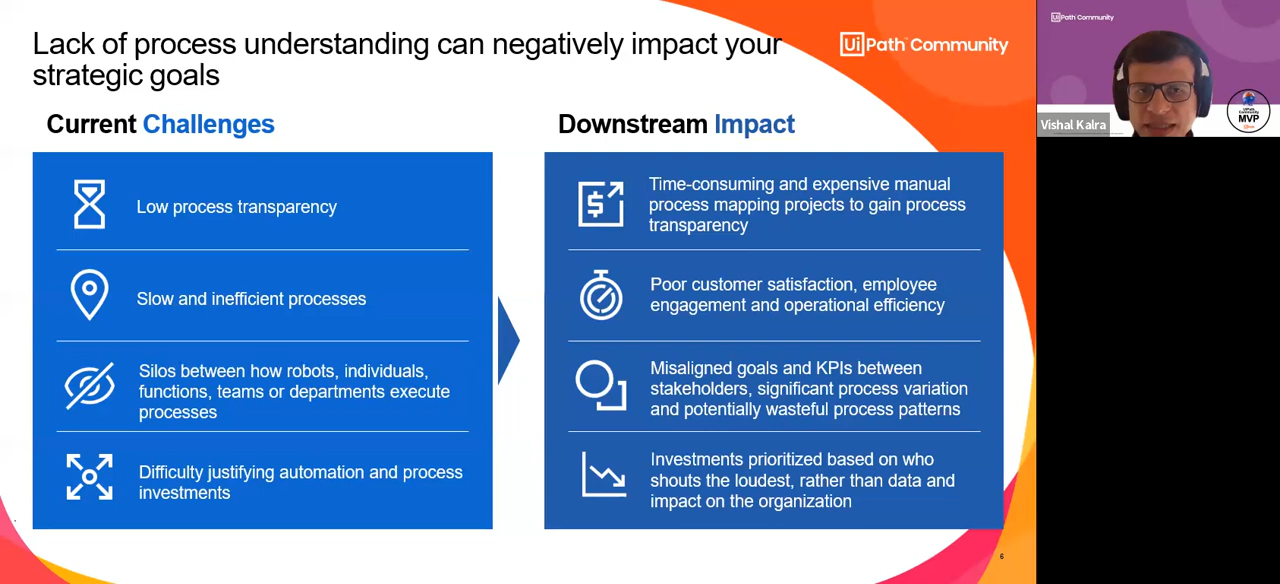 Lack of process understanding can negatively impact your
strategic goals
UiPath Community
Current Challenges
Low process transparency
Slow and inefficient processes
Silos between how robots, individuals,
functions, teams or departments execute
processes
Difficulty justifying automation and process
investments
Downstream Impact
Time-consuming and expensive manual
process mapping projects to gain process
transparency
Poor customer satisfaction, employee
engagement and operational efficiency
Misaligned goals and KPIs between
stakeholders, significant process variation
and potentially wasteful process patterns
Investments prioritized based on who
shouts the loudest, rather than data and
impact on the organization
6
UiPath Community
Vishal Kalra
MVP